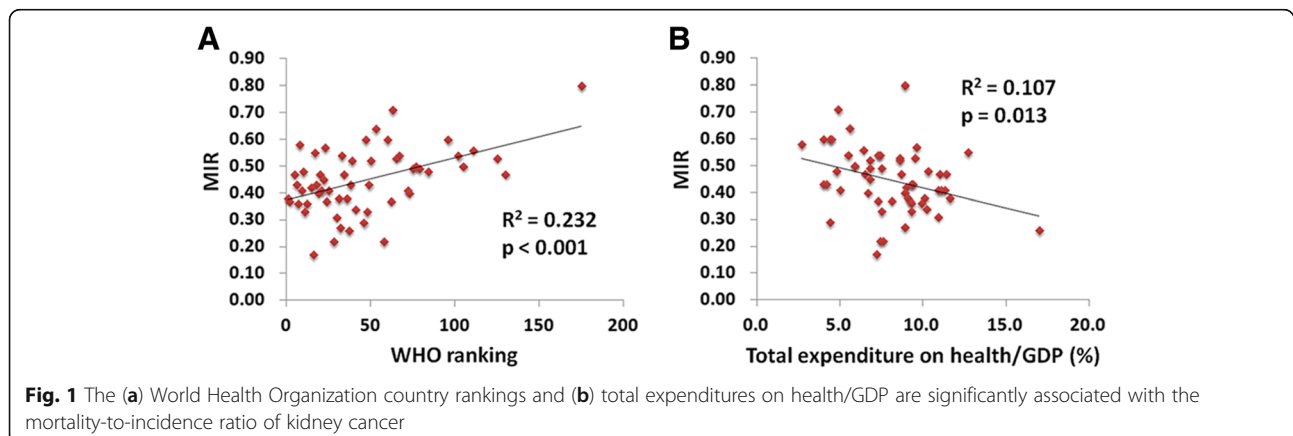 A
MIR
0.90
0.80
0.70
0.60
0.50
0.40
0.30
0.20
0.10
0.00
R² = 0.232
p < 0.001
0 50 100 150 200
WHO ranking
B
MIR
0.90
0.80
0.70
0.60
0.50
0.40
0.30
0.20
0.10
0.00
R² = 0.107
p = 0.013
0.0 5.0 10.0 15.0 20.0
Total expenditure on health/GDP (%)
Fig. 1 The (a) World Health Organization country rankings and (b) total expenditures on health/GDP are significantly associated with the
mortality-to-incidence ratio of kidney cancer